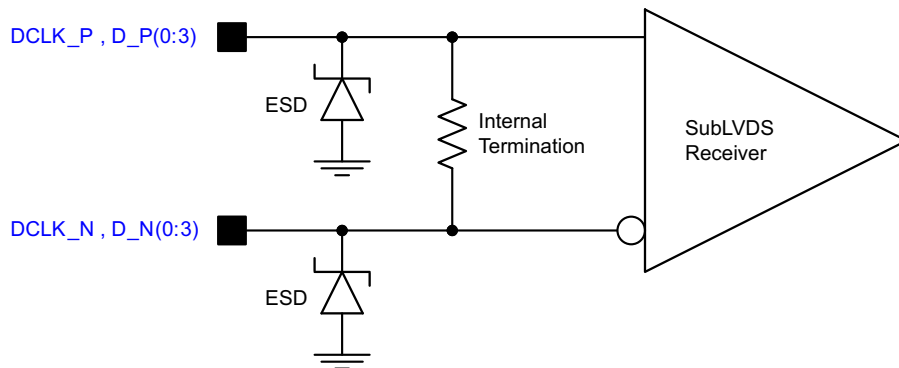 DCLK_P , D_P(0:3)
ESD
Internal
Termination
SubLVDS
Receiver
DCLK_N , D_N(0:3)
ESD